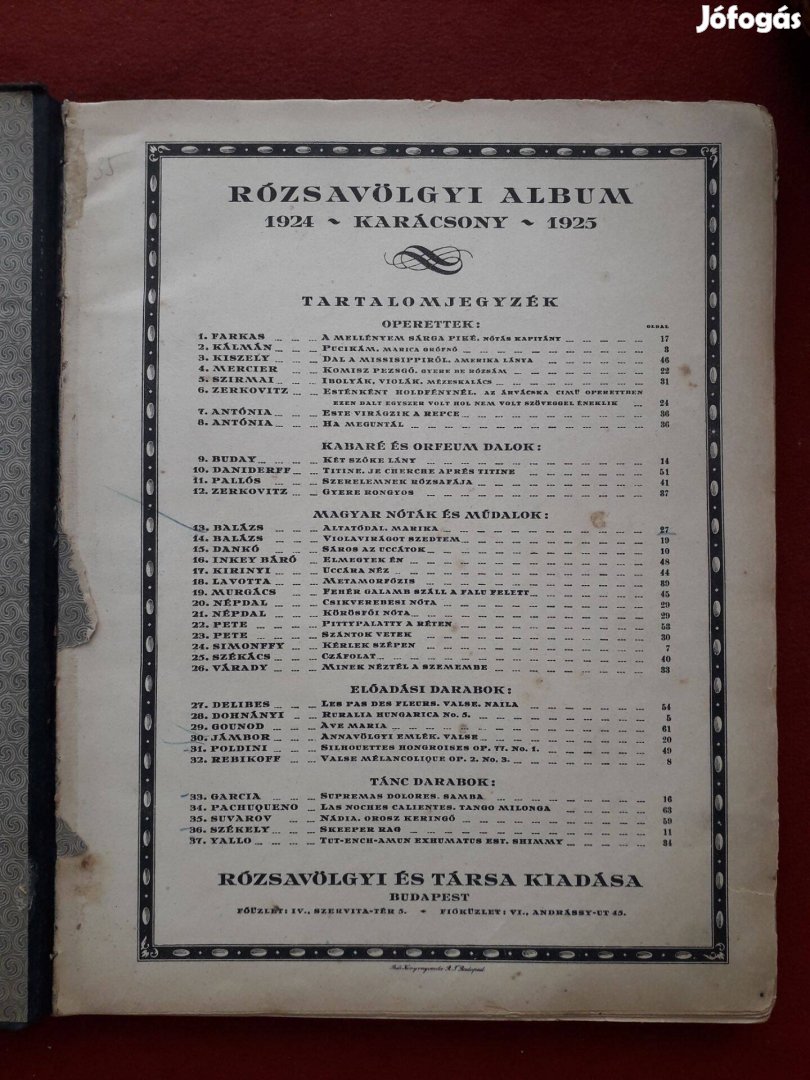 Jófogás
RÓZSAVÖLGYI ALBUM
1924 ~ KARÁCSONY ~ 1925
TARTALOMJEGYZÉK
OPERETTEK:
OLDAL
1. FARKAS A MELLÉNYEM SÁRGA PIKÉ. NÓTÁS KAPITÁNY 17
2. KÁLMÁN PUCIKÁM. MARICA GRÓFNŐ 3
3. KISZELY DAL A MISSISIPPIRŐL. AMERIKA LÁNYA 46
4. MERCIER KOMISZ PEZSGŐ. GYERE BE RÓZSÁM 22
5. SZIRMAI IBOLYÁK, VIOLÁK. MÉZESKALÁCS 31
6. ZERKOVITZ ESTÉNKÉNT HOLDFÉNYNÉL. AZ ÁRVÁCSKA CIMŰ OPERETTBEN
EZEN DALT EGYSZER VOLT HOL NEM VOLT SZÖVEGGEL ÉNEKLIK 24
7. ANTÓNIA ESTE VIRÁGZIK A REPCE 36
8. ANTÓNIA HA MEGUNTÁL 36
KABARÉ ÉS ORFEUM DALOK:
9. BUDAY KÉT SZŐKE LÁNY 14
10. DANIDERFF TITINE. JE CHERCHE APRÉS TITINE 51
11. PALLÓS SZERELEMNEK RÓZSAFÁJA 41
12. ZERKOVITZ GYERE RONGYOS 37
MAGYAR NÓTÁK ÉS MŰDALOK:
13. BALÁZS ALTATÓDAL. MARIKA 27
14. BALÁZS VIOLAVIRÁGOT SZEDTEM 19
15. DANKÓ SÁROS AZ UCCÁTOK 10
16. INKEY BÁRÓ ELMEGYEK ÉN 48
17. KIRINYI UCCÁRA NÉZ 44
18. LAVOTTA METAMORFÓZIS 39
19. MURGÁCS FEHÉR GALAMB SZÁLL A FALU FELETT 45
20. NÉPDAL CSIKVEREBESI NÓTA 29
21. NÉPDAL KÖRÖSFŐI NÓTA 29
22. PETE PITTYPALATTY A RÉTEN 53
23. PETE SZÁNTOK VETEK 30
24. SIMONFFY KÉRLEK SZÉPEN 7
25. SZÉKÁCS CZÁFOLAT 40
26. VÁRADY MINEK NÉZTÉL A SZEMEMBE 33
ELŐADÁSI DARABOK:
27. DELIBES LES PAS DES FLEURS. VALSE. NAILA 54
28. DOHNÁNYI RURALIA HUNGARICA NO. 5. 5
29. GOUNOD AVE MARIA 61
30. JÁMBOR ANNAVÖLGYI EMLÉK. VALSE 20
31. POLDINI SILHOUETTES HONGROISES OP. 77. NO. 1. 49
32. REBIKOFF VALSE MÉLANCOLIQUE OP. 2. NO. 3. 8
TÁNC DARABOK:
33. GARCIA SUPREMAS DOLORES. SAMBA 16
34. PACHUQUENO LAS NOCHES CALIENTES. TANGO MILONGA 63
35. SUVAROV NÁDIA. OROSZ KERINGŐ 59
36. SZÉKELY SKEEPER RAG 11
37. YALLO TUT-ENCH-AMUN EXHUMATUS EST. SHIMMY 34
RÓZSAVÖLGYI ÉS TÁRSA KIADÁSA
BUDAPEST
FŐÜZLET: IV., SZERVITA-TÉR 5. - FIÓKÜZLET: VI., ANDRÁSSY-UT 45.